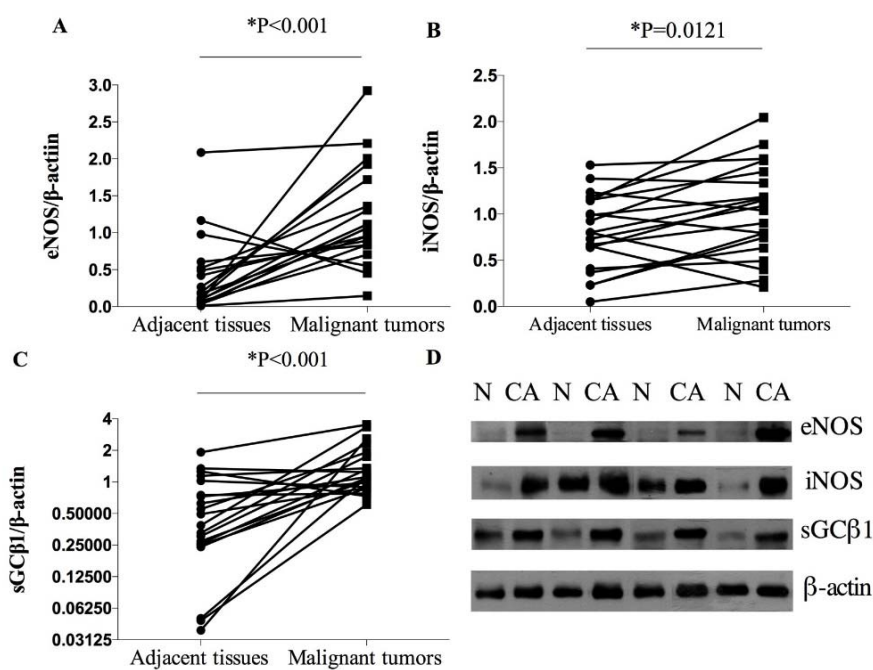 A
*P<0.001
eNOS/β-actiin
3.0
2.5
2.0
1.5
1.0
0.5
0.0
Adjacent tissues Malignant tumors
B
*P=0.0121
iNOS/β-actin
2.5
2.0
1.5
1.0
0.5
0.0
Adjacent tissues Malignant tumors
C
*P<0.001
sGCβ1/β-actin
4
2
1
0.50000
0.25000
0.12500
0.06250
0.03125
Adjacent tissues Malignant tumors
D
N CA N CA N CA N CA
eNOS
iNOS
sGCβ1
β-actin